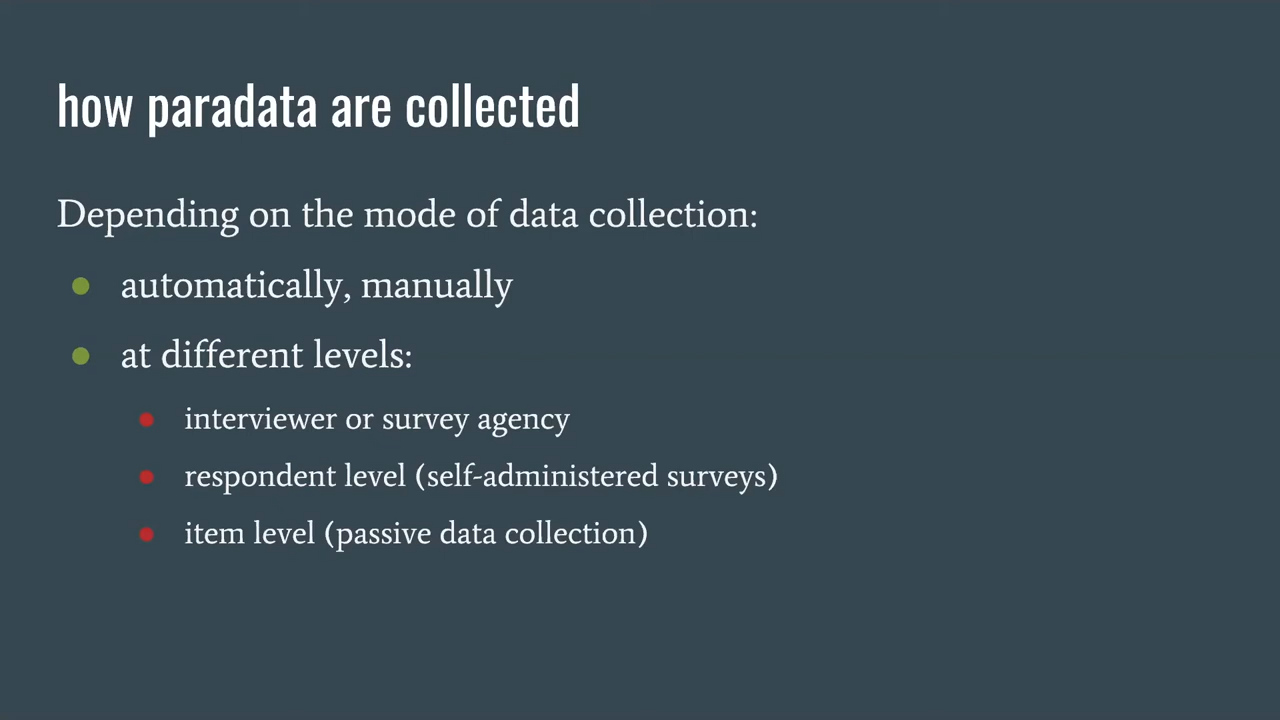 how paradata are collected
Depending on the mode of data collection:
automatically, manually
at different levels:
interviewer or survey agency
respondent level (self-administered surveys)
item level (passive data collection)